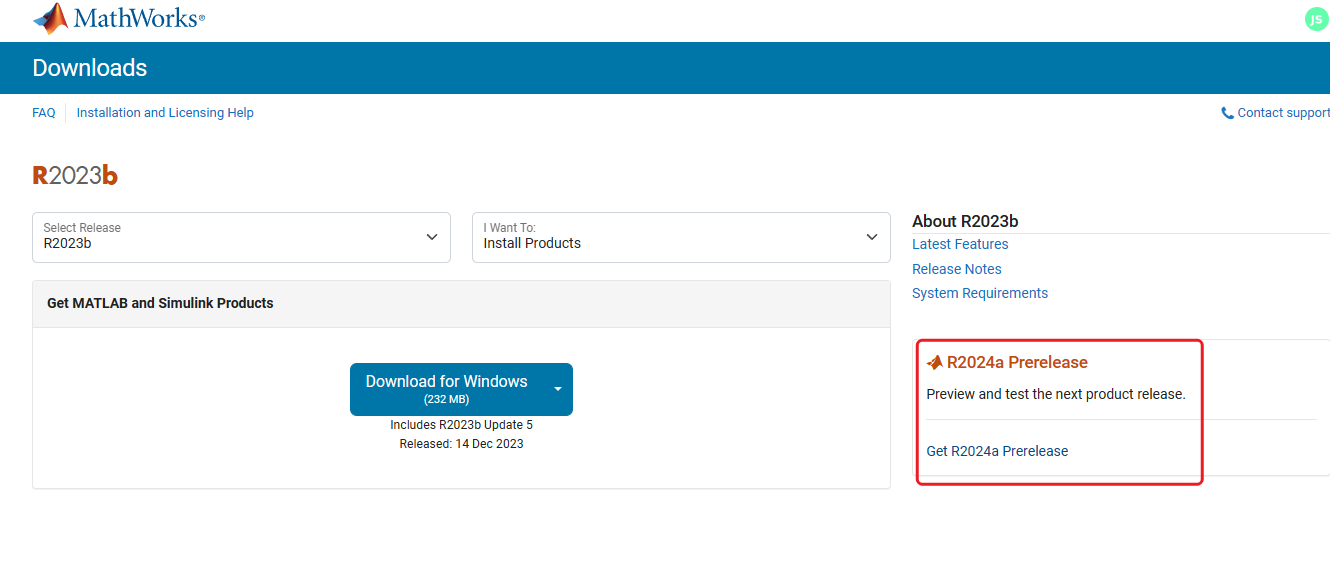 MathWorks®
JS
Downloads
FAQ
Installation and Licensing Help
Contact support
R2023b
Select Release
R2023b
I Want To:
Install Products
Get MATLAB and Simulink Products
Download for Windows
(232 MB)
Includes R2023b Update 5
Released: 14 Dec 2023
About R2023b
Latest Features
Release Notes
System Requirements
R2024a Prerelease
Preview and test the next product release.
Get R2024a Prerelease